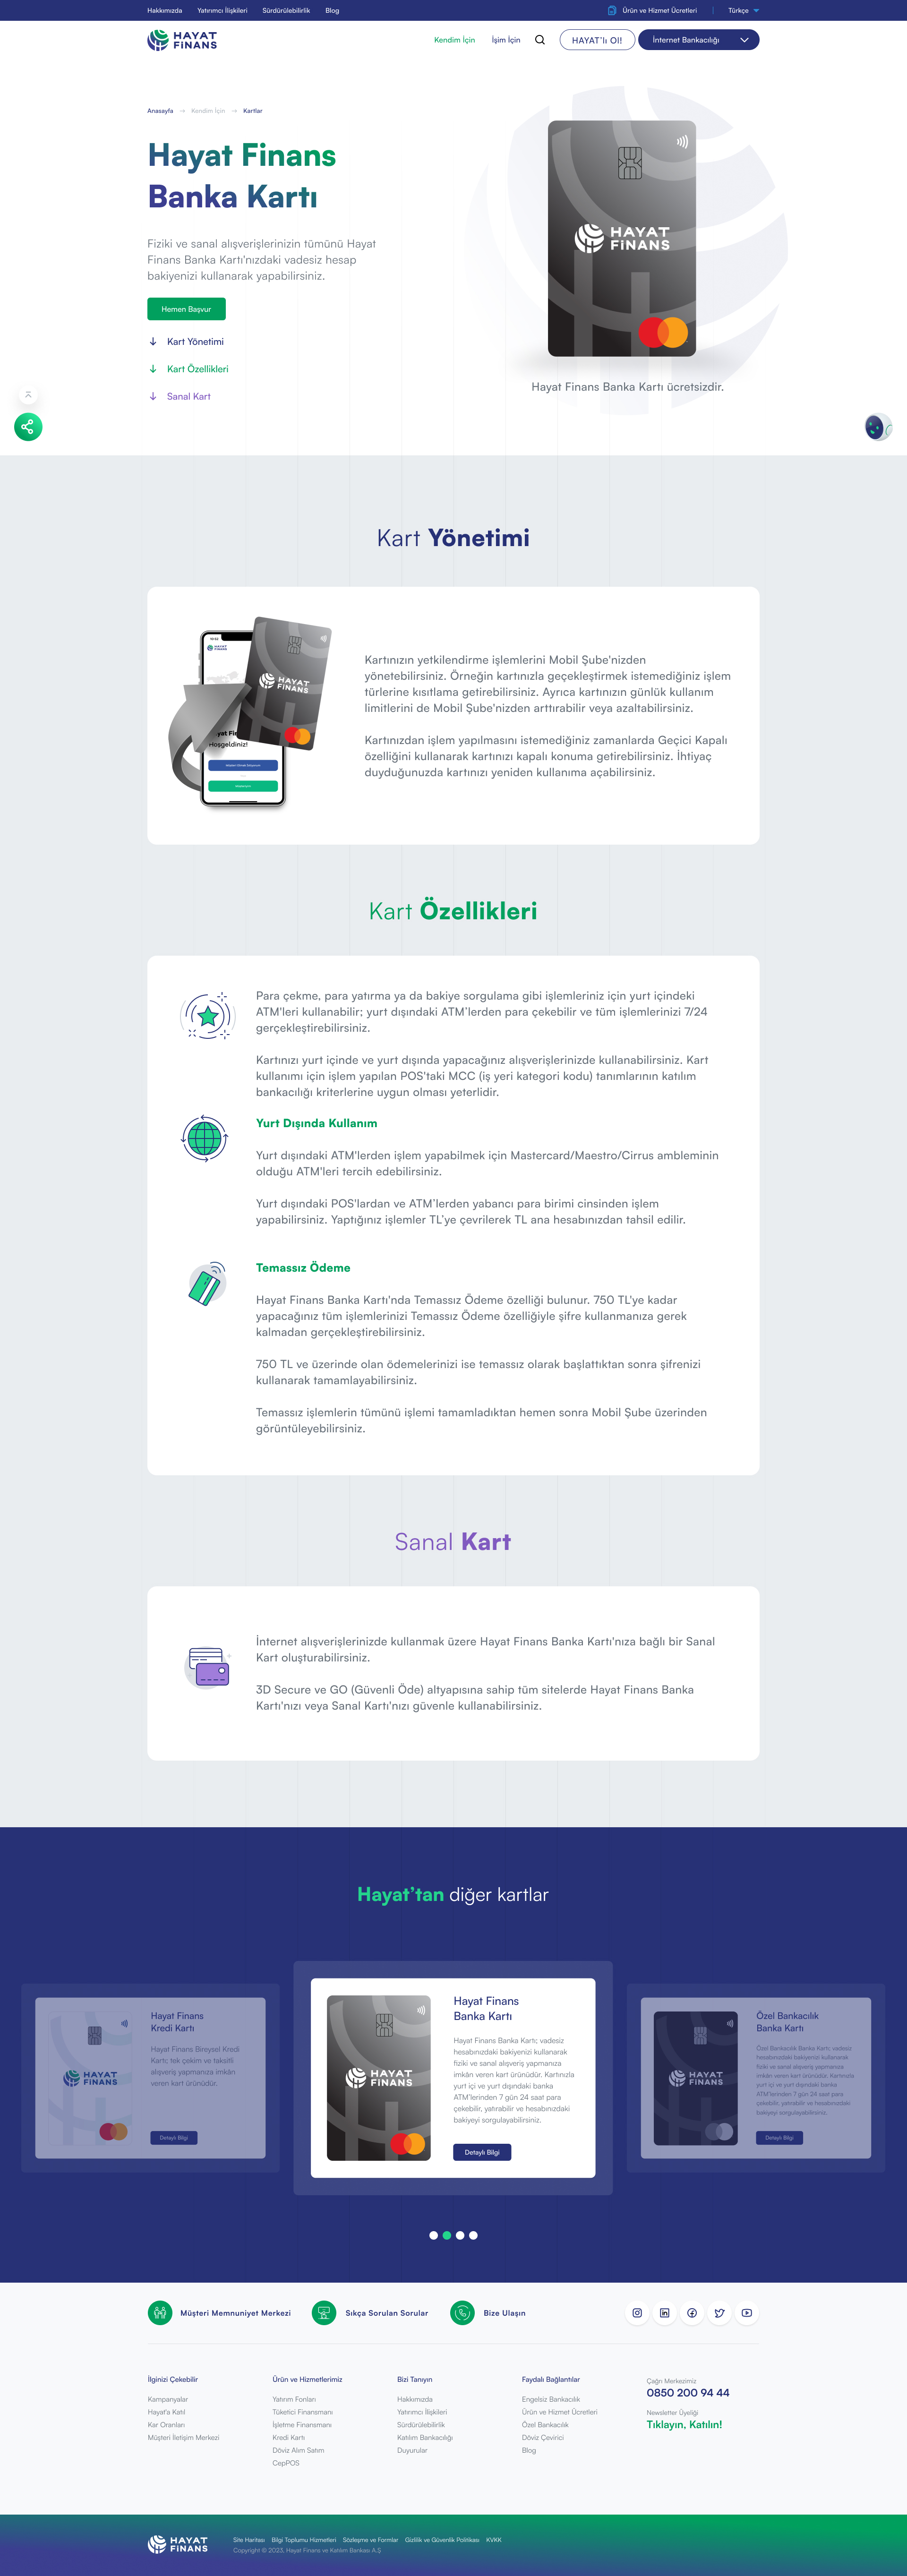 Hakkımızda Yatırımcı İlişkileri Sürdürülebilirlik Blog Ürün ve Hizmet Ücretleri Türkçe
HAYAT FİNANS
Kendim İçin İşim İçin HAYAT'lı Ol! İnternet Bankacılığı
Anasayfa → Kendim İçin → Kartlar
Hayat Finans
Banka Kartı
Fiziki ve sanal alışverişlerinizin tümünü Hayat
Finans Banka Kartı'nızdaki vadesiz hesap
bakiyenizi kullanarak yapabilirsiniz.
Hemen Başvur
Kart Yönetimi
Kart Özellikleri
Sanal Kart
HAYAT
FİNANS
Hayat Finans Banka Kartı ücretsizdir.
Kart Yönetimi
HAYAT
FİNANS
Hoşgeldiniz!
Kartınızın yetkilendirme işlemlerini Mobil Şube'nizden
yönetebilirsiniz. Örneğin kartınızla geçekleştirmek istemediğiniz işlem
türlerine kısıtlama getirebilirsiniz. Ayrıca kartınızın günlük kullanım
limitlerini de Mobil Şube'nizden arttırabilir veya azaltabilirsiniz.
Kartınızdan işlem yapılmasını istemediğiniz zamanlarda Geçici Kapalı
özelliğini kullanarak kartınızı kapalı konuma getirebilirsiniz. İhtiyaç
duyduğunuzda kartınızı yeniden kullanıma açabilirsiniz.
Kart Özellikleri
Para çekme, para yatırma ya da bakiye sorgulama gibi işlemleriniz için yurt içindeki
ATM'leri kullanabilir; yurt dışındaki ATM'lerden para çekebilir ve tüm işlemlerinizi 7/24
gerçekleştirebilirsiniz.
Kartınızı yurt içinde ve yurt dışında yapacağınız alışverişlerinizde kullanabilirsiniz. Kart
kullanımı için işlem yapılan POS'taki MCC (iş yeri kategori kodu) tanımlarının katılım
bankacılığı kriterlerine uygun olması yeterlidir.
Yurt Dışında Kullanım
Yurt dışındaki ATM'lerden işlem yapabilmek için Mastercard/Maestro/Cirrus ambleminin
olduğu ATM'leri tercih edebilirsiniz.
Yurt dışındaki POS'lardan ve ATM'lerden yabancı para birimi cinsinden işlem
yapabilirsiniz. Yaptığınız işlemler TL'ye çevrilerek TL ana hesabınızdan tahsil edilir.
Temassız Ödeme
Hayat Finans Banka Kartı'nda Temassız Ödeme özelliği bulunur. 750 TL'ye kadar
yapacağınız tüm işlemlerinizi Temassız Ödeme özelliğiyle şifre kullanmanıza gerek
kalmadan gerçekleştirebilirsiniz.
750 TL ve üzerinde olan ödemelerinizi ise temassız olarak başlattıktan sonra şifrenizi
kullanarak tamamlayabilirsiniz.
Temassız işlemlerin tümünü işlemi tamamladıktan hemen sonra Mobil Şube üzerinden
görüntüleyebilirsiniz.
Sanal Kart
İnternet alışverişlerinizde kullanmak üzere Hayat Finans Banka Kartı'nıza bağlı bir Sanal
Kart oluşturabilirsiniz.
3D Secure ve GO (Güvenli Öde) altyapısına sahip tüm sitelerde Hayat Finans Banka
Kartı'nızı veya Sanal Kartı'nızı güvenle kullanabilirsiniz.
Hayat'tan diğer kartlar
HAYAT
FİNANS
Hayat Finans
Kredi Kartı
Hayat Finans Bireysel Kredi
Kartı; tek çekim ve taksitli
alışveriş yapmanıza imkân
veren kart ürünüdür.
Detaylı Bilgi
HAYAT
FİNANS
Hayat Finans
Banka Kartı
Hayat Finans Banka Kartı; vadesiz
hesabınızdaki bakiyenizi kullanarak
fiziki ve sanal alışveriş yapmanıza
imkân veren kart ürünüdür. Kartınızla
yurt içi ve yurt dışındaki banka
ATM'lerinden 7 gün 24 saat para
çekebilir, yatırabilir ve hesabınızdaki
bakiyeyi sorgulayabilirsiniz.
Detaylı Bilgi
HAYAT
FİNANS
Özel Bankacılık
Banka Kartı
Özel Bankacılık Banka Kartı; vadesiz
hesabınızdaki bakiyenizi kullanarak
fiziki ve sanal alışveriş yapmanıza
imkân veren kart ürünüdür. Kartınızla
yurt içi ve yurt dışındaki banka
ATM'lerinden 7 gün 24 saat para
çekebilir, yatırabilir ve hesabınızdaki
bakiyeyi sorgulayabilirsiniz.
Detaylı Bilgi
Müşteri Memnuniyet Merkezi Sıkça Sorulan Sorular Bize Ulaşın
İlginizi Çekebilir
Kampanyalar
Hayat'a Katıl
Kar Oranları
Müşteri İletişim Merkezi
Ürün ve Hizmetlerimiz
Yatırım Fonları
Tüketici Finansmanı
İşletme Finansmanı
Kredi Kartı
Döviz Alım Satım
CepPOS
Bizi Tanıyın
Hakkımızda
Yatırımcı İlişkileri
Sürdürülebilirlik
Katılım Bankacılığı
Duyurular
Faydalı Bağlantılar
Engelsiz Bankacılık
Ürün ve Hizmet Ücretleri
Özel Bankacılık
Döviz Çevirici
Blog
Çağrı Merkezimiz
0850 200 94 44
Newsletter Üyeliği
Tıklayın, Katılın!
HAYAT
FİNANS
Site Haritası Bilgi Toplumu Hizmetleri Sözleşme ve Formlar Gizlilik ve Güvenlik Politikası KVKK
Copyright © 2023, Hayat Finans ve Katılım Bankası A.Ş